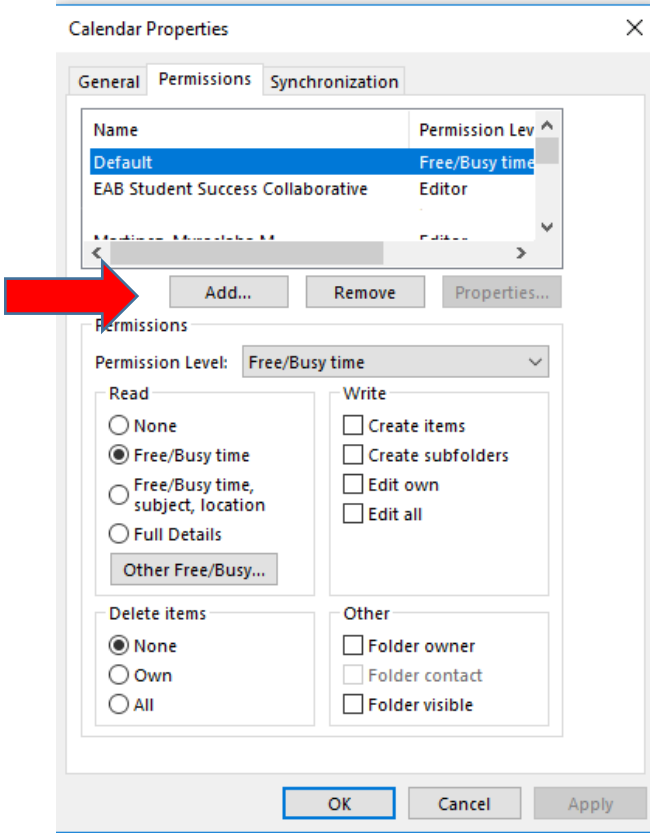 Calendar Properties
General Permissions Synchronization
Name Permission Lev
Default Free/Busy time
EAB Student Success Collaborative Editor
Editor
Add... Remove Properties...
Permissions
Permission Level: Free/Busy time
Read Write
None Create items
Free/Busy time Create subfolders
Free/Busy time, Edit own
subject, location Edit all
Full Details
Other Free/Busy...
Delete items Other
None Folder owner
Own Folder contact
All Folder visible
OK Cancel Apply